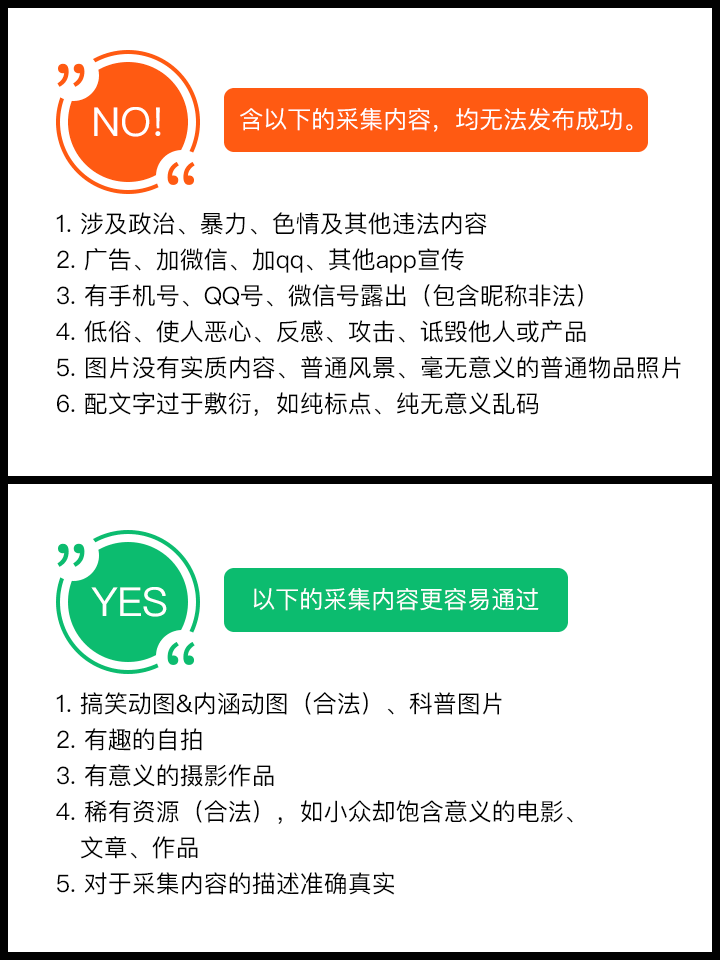 NO!
含以下的采集内容，均无法发布成功。
1. 涉及政治、暴力、色情及其他违法内容
2. 广告、加微信、加qq、其他app宣传
3. 有手机号、QQ号、微信号露出（包含昵称非法）
4. 低俗、使人恶心、反感、攻击、诋毁他人或产品
5. 图片没有实质内容、普通风景、毫无意义的普通物品照片
6. 配文字过于敷衍，如纯标点、纯无意义乱码
YES
以下的采集内容更容易通过
1. 搞笑动图&内涵动图（合法）、科普图片
2. 有趣的自拍
3. 有意义的摄影作品
4. 稀有资源（合法），如小众却饱含意义的电影、
文章、作品
5. 对于采集内容的描述准确真实